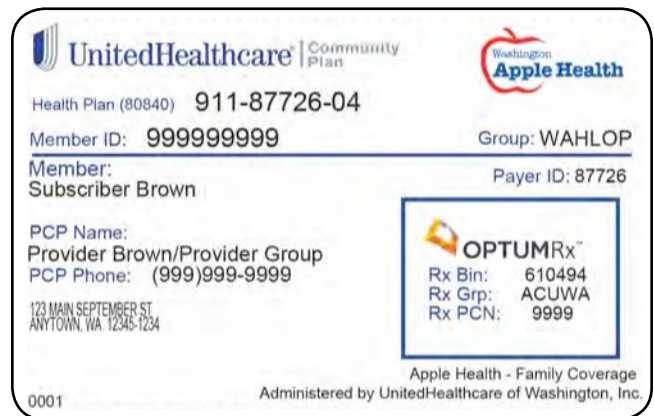 UnitedHealthcare® Community Plan
Washington
Apple Health
Health Plan (80840) 911-87726-04
Member ID: 999999999 Group: WAHLOP
Member: Payer ID: 87726
Subscriber Brown
PCP Name:
Provider Brown/Provider Group
PCP Phone: (999)999-9999
123 MAIN SEPTEMBER ST
ANYTOWN, WA 12345-1234
OPTUMRx™
Rx Bin: 610494
Rx Grp: ACUWA
Rx PCN: 9999
Apple Health - Family Coverage
0001 Administered by UnitedHealthcare of Washington, Inc.